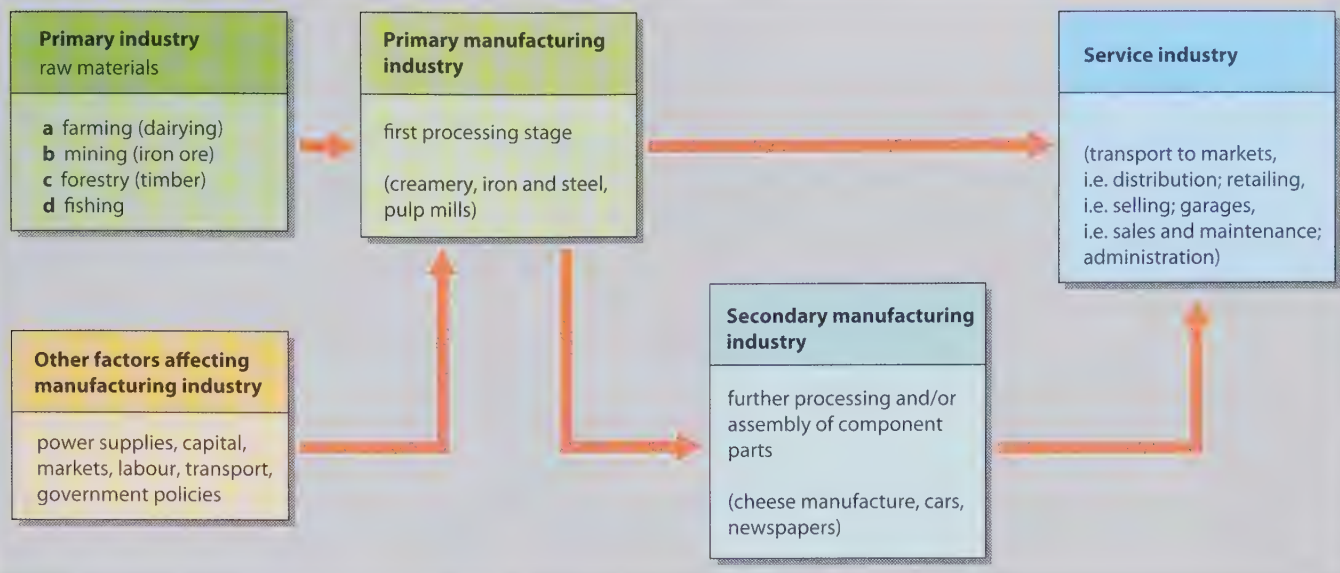 Primary industry
raw materials
a farming (dairying)
b mining (iron ore)
c forestry (timber)
d fishing
Primary manufacturing
industry
first processing stage
(creamery, iron and steel,
pulp mills)
Service industry
(transport to markets,
i.e. distribution; retailing,
i.e. selling; garages,
i.e. sales and maintenance;
administration)
Other factors affecting
manufacturing industry
power supplies, capital,
markets, labour, transport,
government policies
Secondary manufacturing
industry
further processing and/or
assembly of component
parts
(cheese manufacture, cars,
newspapers)